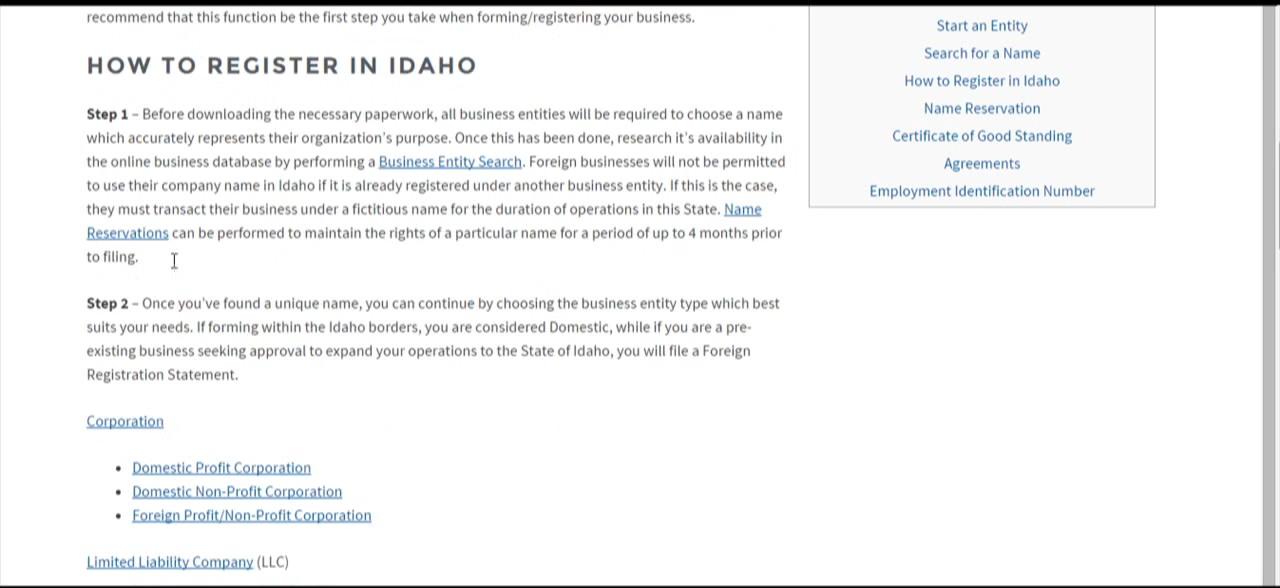 recommend that this function be the first step you take when forming/registering your business.
HOW TO REGISTER IN IDAHO
Step 1 – Before downloading the necessary paperwork, all business entities will be required to choose a name
which accurately represents their organization's purpose. Once this has been done, research it's availability in
the online business database by performing a Business Entity Search. Foreign businesses will not be permitted
to use their company name in Idaho if it is already registered under another business entity. If this is the case,
they must transact their business under a fictitious name for the duration of operations in this State. Name
Reservations can be performed to maintain the rights of a particular name for a period of up to 4 months prior
to filing.
Step 2 – Once you've found a unique name, you can continue by choosing the business entity type which best
suits your needs. If forming within the Idaho borders, you are considered Domestic, while if you are a pre-
existing business seeking approval to expand your operations to the State of Idaho, you will file a Foreign
Registration Statement.
Corporation
• Domestic Profit Corporation
• Domestic Non-Profit Corporation
• Foreign Profit/Non-Profit Corporation
Limited Liability Company (LLC)
Start an Entity
Search for a Name
How to Register in Idaho
Name Reservation
Certificate of Good Standing
Agreements
Employment Identification Number